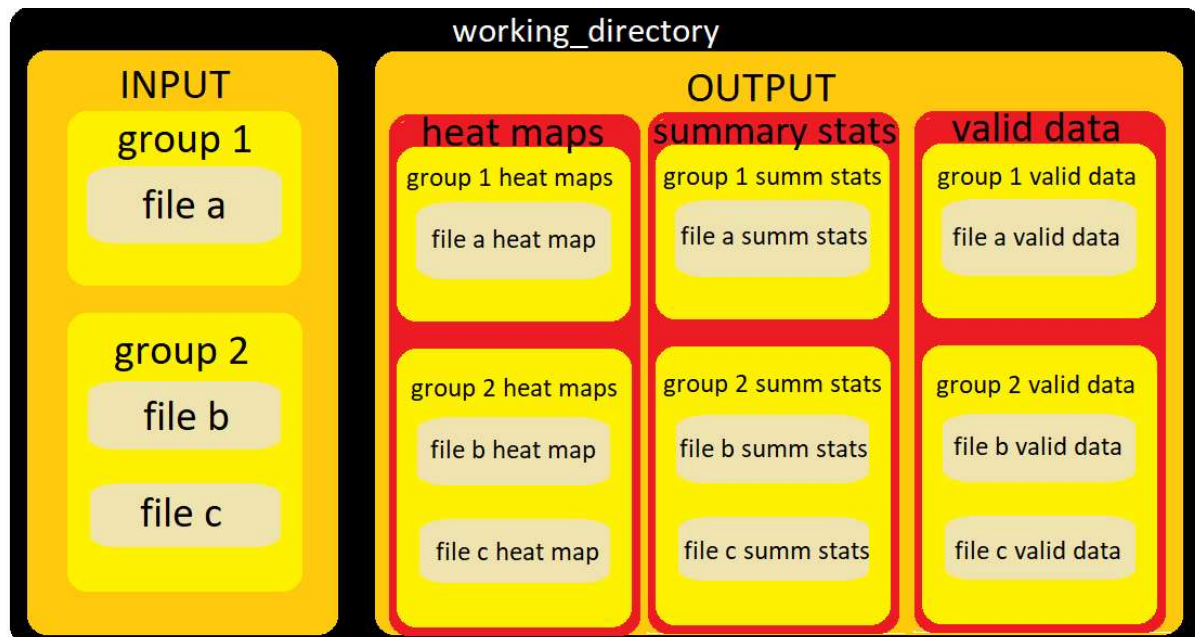 working_directory
INPUT
group 1
file a
group 2
file b
file c
OUTPUT
heat maps
group 1 heat maps
file a heat map
group 2 heat maps
file b heat map
file c heat map
summary stats
group 1 summ stats
file a summ stats
group 2 summ stats
file b summ stats
file c summ stats
valid data
group 1 valid data
file a valid data
group 2 valid data
file b valid data
file c valid data